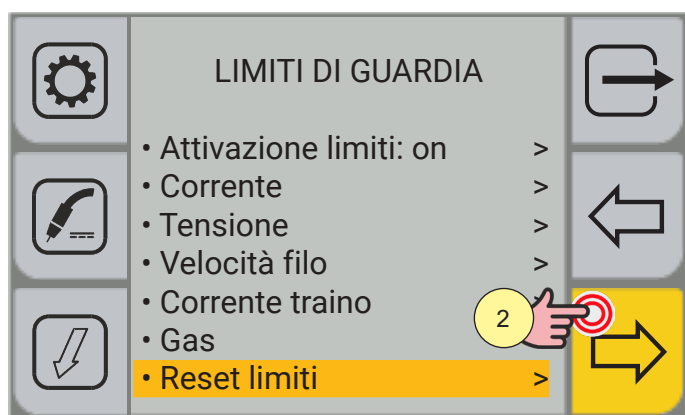 LIMITI DI GUARDIA
• Attivazione limiti: on >
• Corrente >
• Tensione >
• Velocità filo >
• Corrente traino
• Gas
• Reset limiti >
2